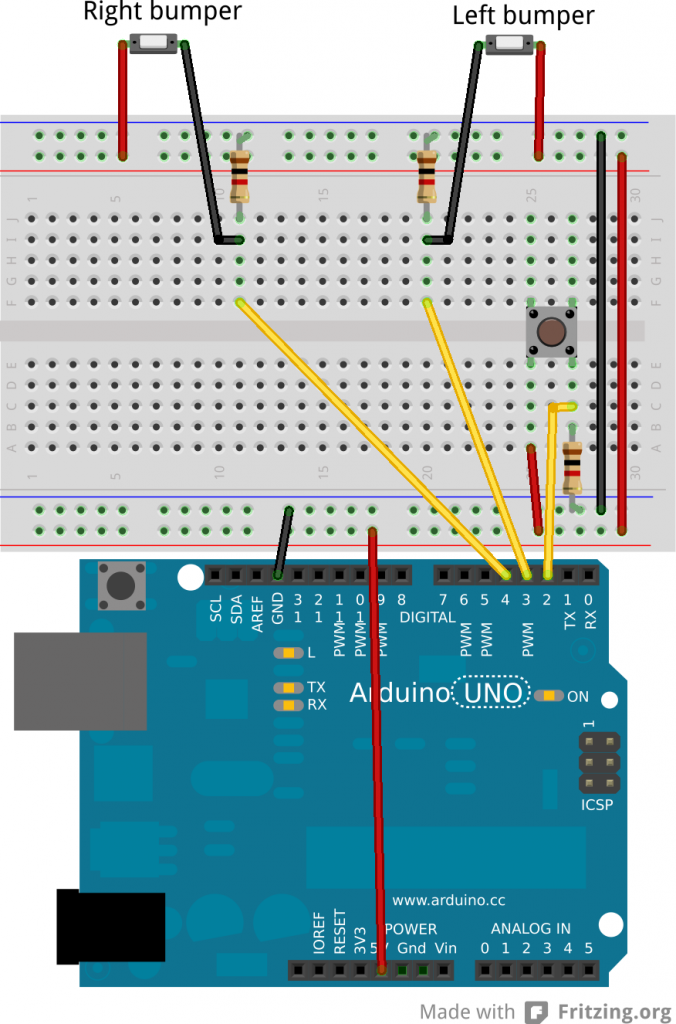 Right bumper
Left bumper
1 5 10 15 20 25 30
J
I
H
G
F
E
D
C
B
A
1 5 15 20 30
SCL
SDA
AREF
GND
13
12
PWM 11
PWM 10
PWM 9
8
DIGITAL
7
PWM 6
PWM 5
4
PWM 3
2
TX 1
RX 0
L
TX
RX
Arduino UNO
ON
1
ICSP
www.arduino.cc
POWER
ANALOG IN
IOREF
RESET
3V3
5V
Gnd
Vin
0 1 2 3 4 5
Made with Fritzing.org